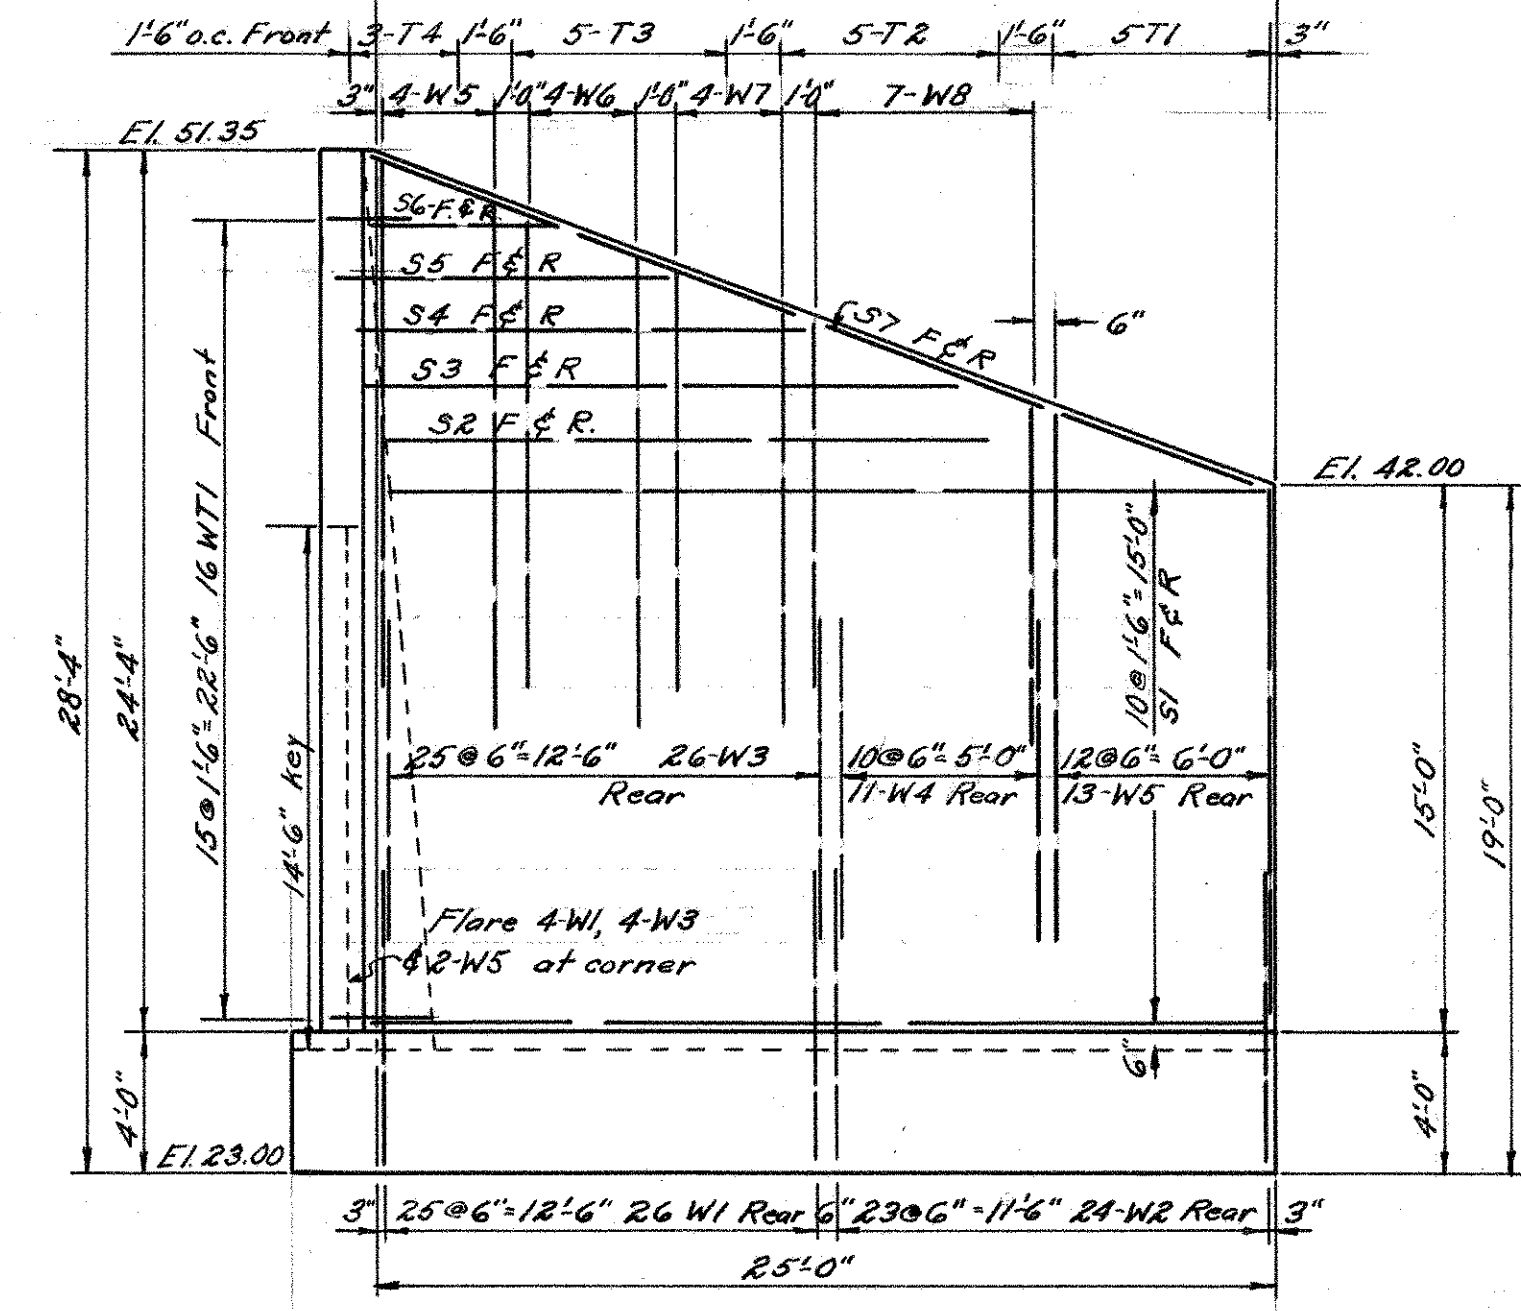 1'-6" o.c. Front 3-T4 1'-6" 5-T3 1'-6" 5-T2 1'-6" 5T1 3"
3" 4-W5 1'-0" 4-W6 1'-0" 4-W7 1'-0" 7-W8
El. 51.35
S6-F.&R
S5 F & R
S4 F & R
S3 F & R
S2 F & R.
S7 F & R
6"
El. 42.00
28'-4"
24'-4"
15@1'-6"=22'-6" 16 WT1 Front
14'-6" Key
10@1'-6"=15'-0"
S1 F & R
25@6"=12'-6" 26-W3
Rear
10@6"=5'-0"
11-W4 Rear
12@6"=6'-0"
13-W5 Rear
15'-0"
19'-0"
Flare 4-W1, 4-W3
& 2-W5 at corner
6"
4'-0"
4'-0"
El. 23.00
3" 25@6"=12'-6" 26 W1 Rear 6" 23@6"=11'-6" 24-W2 Rear 3"
25'-0"